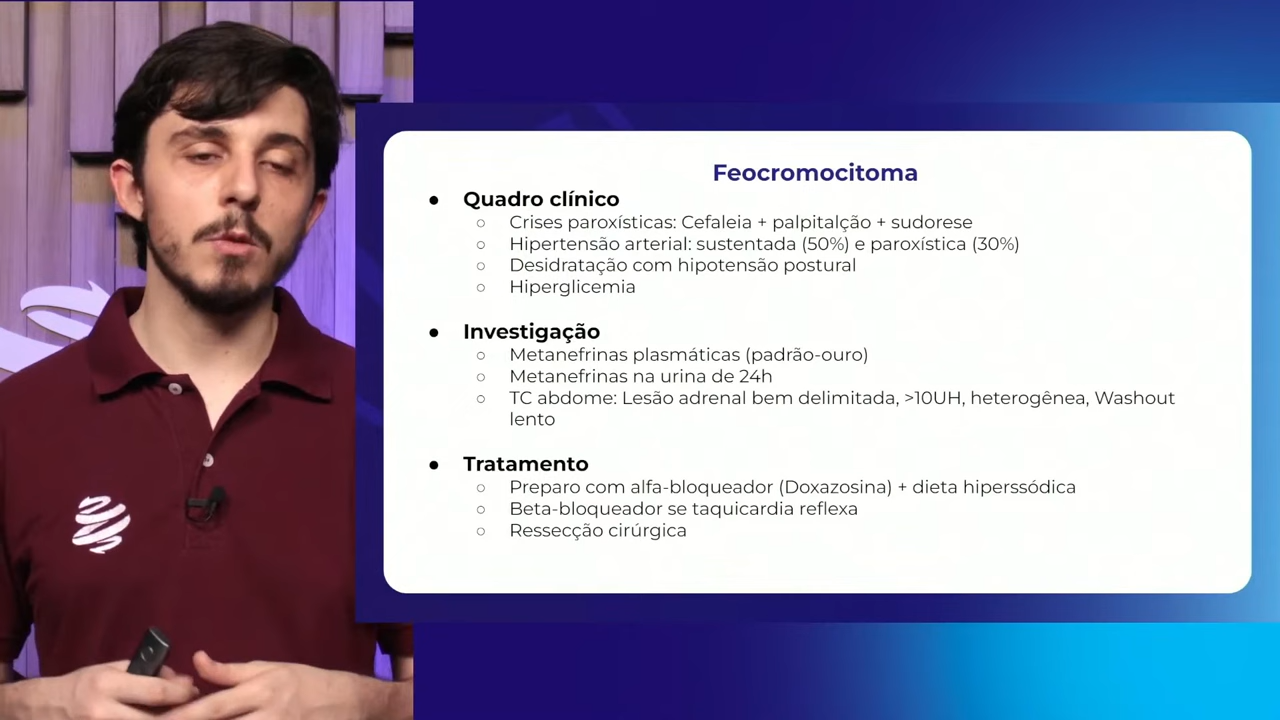 Feocromocitoma
● Quadro clínico
○ Crises paroxísticas: Cefaleia + palpitalção + sudorese
○ Hipertensão arterial: sustentada (50%) e paroxística (30%)
○ Desidratação com hipotensão postural
○ Hiperglicemia
● Investigação
○ Metanefrinas plasmáticas (padrão-ouro)
○ Metanefrinas na urina de 24h
○ TC abdome: Lesão adrenal bem delimitada, >10UH, heterogênea, Washout
lento
● Tratamento
○ Preparo com alfa-bloqueador (Doxazosina) + dieta hiperssódica
○ Beta-bloqueador se taquicardia reflexa
○ Ressecção cirúrgica